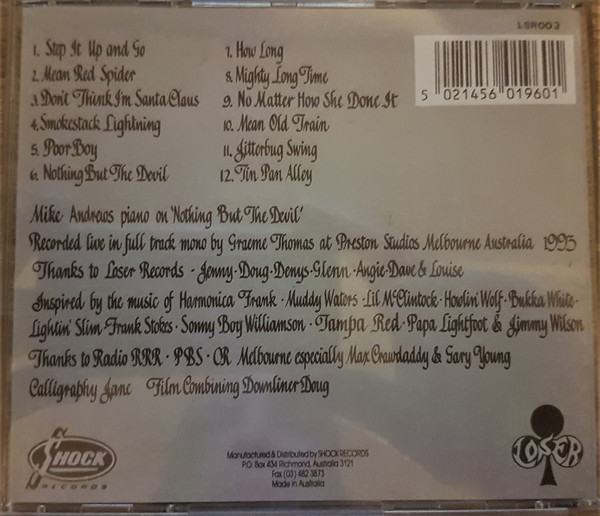 LSR003
1. Step It Up and Go
2. Mean Red Spider
3. Don't Think I'm Santa Claus
4. Smokestack Lightning
5. Poor Boy
6. Nothing But The Devil
7. How Long
8. Mighty Long Time
9. No Matter How She Done It
10. Mean Old Train
11. Jitterbug Swing
12. Tin Pan Alley
5 021456 019601
Mike Andrews piano on 'Nothing But The Devil'
Recorded live in full track mono by Graeme Thomas at Preston Studios Melbourne Australia 1993
Thanks to Loser Records · Jenny · Doug · Denys · Glenn · Angie · Dave & Louise
Inspired by the music of Harmonica Frank · Muddy Waters · Lil McClintock · Howlin' Wolf · Bukka White ·
Lightin' Slim Frank Stokes · Sonny Boy Williamson · Tampa Red · Papa Lightfoot & Jimmy Wilson
Thanks to Radio RRR · PBS · CR Melbourne especially Max Crawdaddy & Gary Young
Calligraphy Jane Film Combining Downliner Doug
SHOCK
RECORDS
Manufactured & Distributed by SHOCK RECORDS
P.O. Box 434 Richmond, Australia 3121
Fax (03) 482 3873
Made in Australia
LOSER